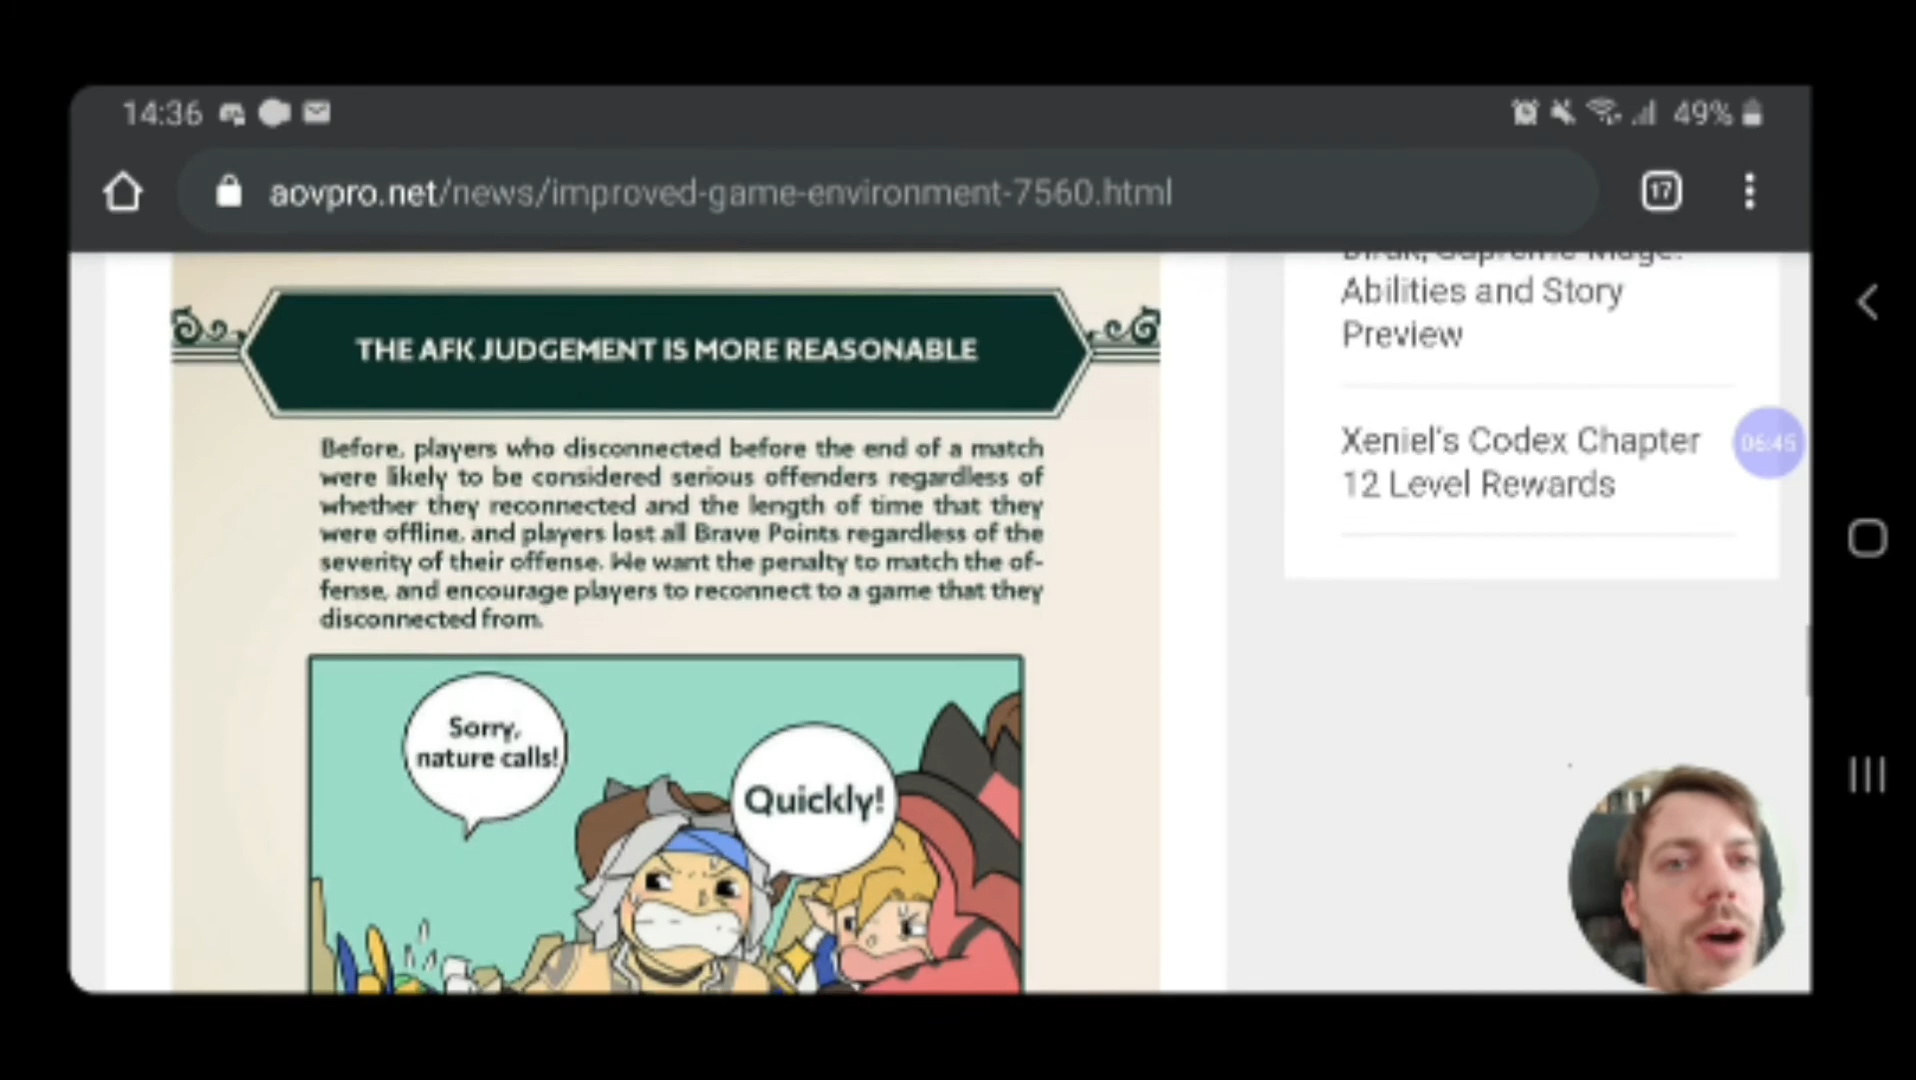 14:36
49%
aovpro.net/news/improved-game-environment-7560.html
17
THE AFK JUDGEMENT IS MORE REASONABLE
Before, players who disconnected before the end of a match
were likely to be considered serious offenders regardless of
whether they reconnected and the length of time that they
were offline, and players lost all Brave Points regardless of the
severity of their offense. We want the penalty to match the of-
fense, and encourage players to reconnect to a game that they
disconnected from.
Sorry,
nature calls!
Quickly!
Abilities and Story
Preview
Xeniel's Codex Chapter
12 Level Rewards
06:45